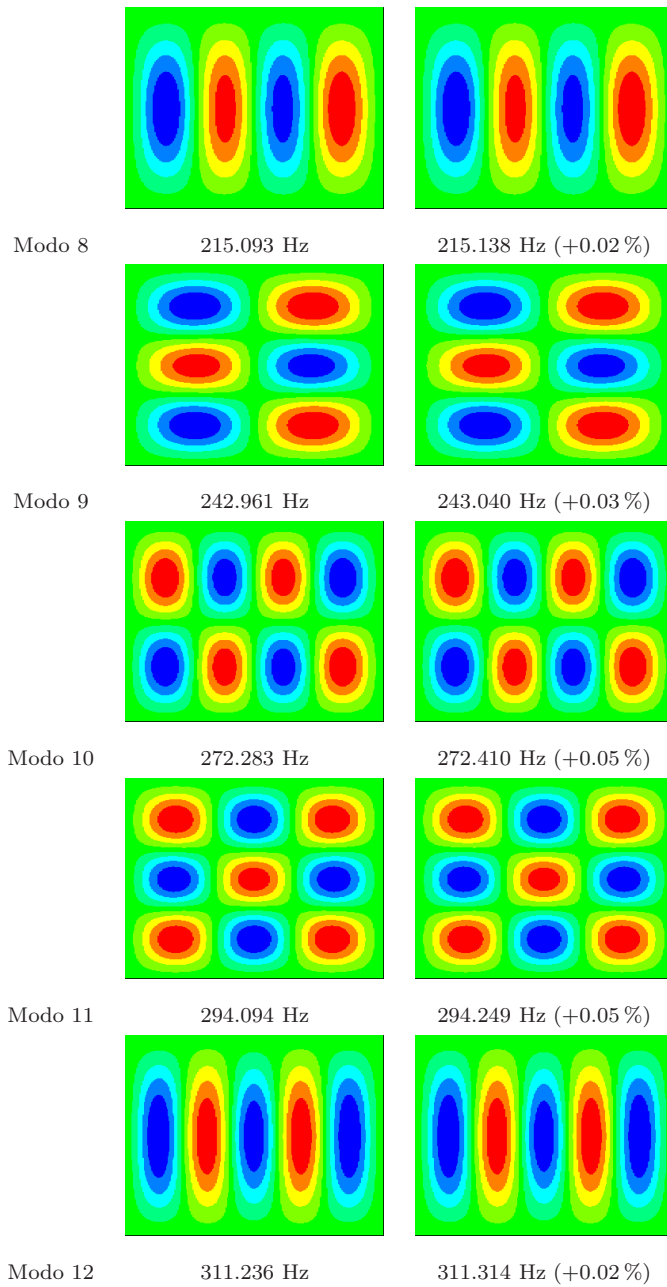 Modo 8 215.093 Hz 215.138 Hz (+0.02 %)
Modo 9 242.961 Hz 243.040 Hz (+0.03 %)
Modo 10 272.283 Hz 272.410 Hz (+0.05 %)
Modo 11 294.094 Hz 294.249 Hz (+0.05 %)
Modo 12 311.236 Hz 311.314 Hz (+0.02 %)